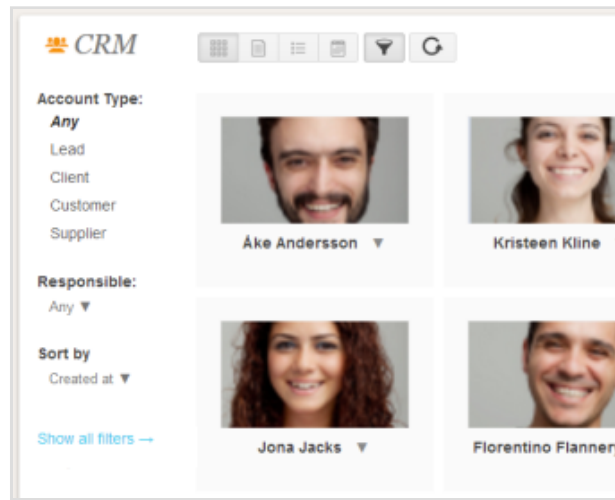 CRM
Account Type:
Any
Lead
Client
Customer
Supplier
Responsible:
Any ▼
Sort by
Created at ▼
Show all filters →
Åke Andersson ▼
Kristeen Kline
Jona Jacks ▼
Florentino Flannery